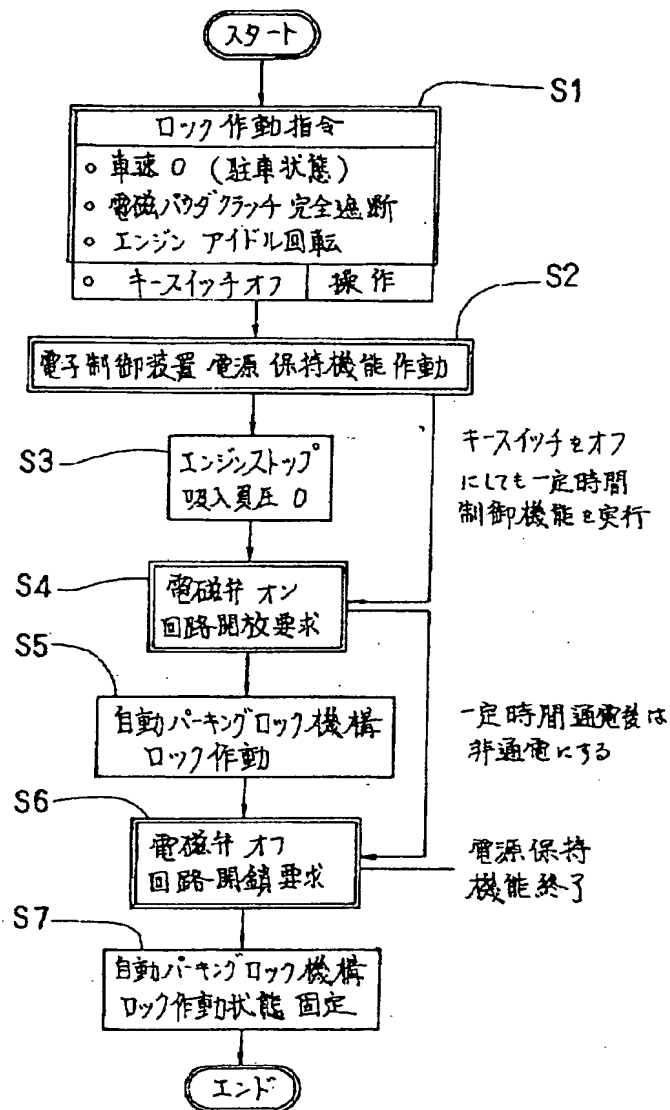 スタート
S1
ロック作動指令
○ 車速 0 (駐車状態)
○ 電磁パウダクラッチ 完全遮断
○ エンジン アイドル回転
○ キースイッチオフ 操作
S2
電子制御装置 電源 保持機能作動
キースイッチをオフ
にしても一定時間
制御機能を実行
S3
エンジンストップ
吸入負圧 0
S4
電磁弁 オン
回路開放要求
S5
自動パーキングロック機構
ロック作動
一定時間通電後は
非通電にする
S6
電磁弁 オフ
回路開鎖要求
電源保持
機能終了
S7
自動パーキングロック機構
ロック作動状態 固定
エンド